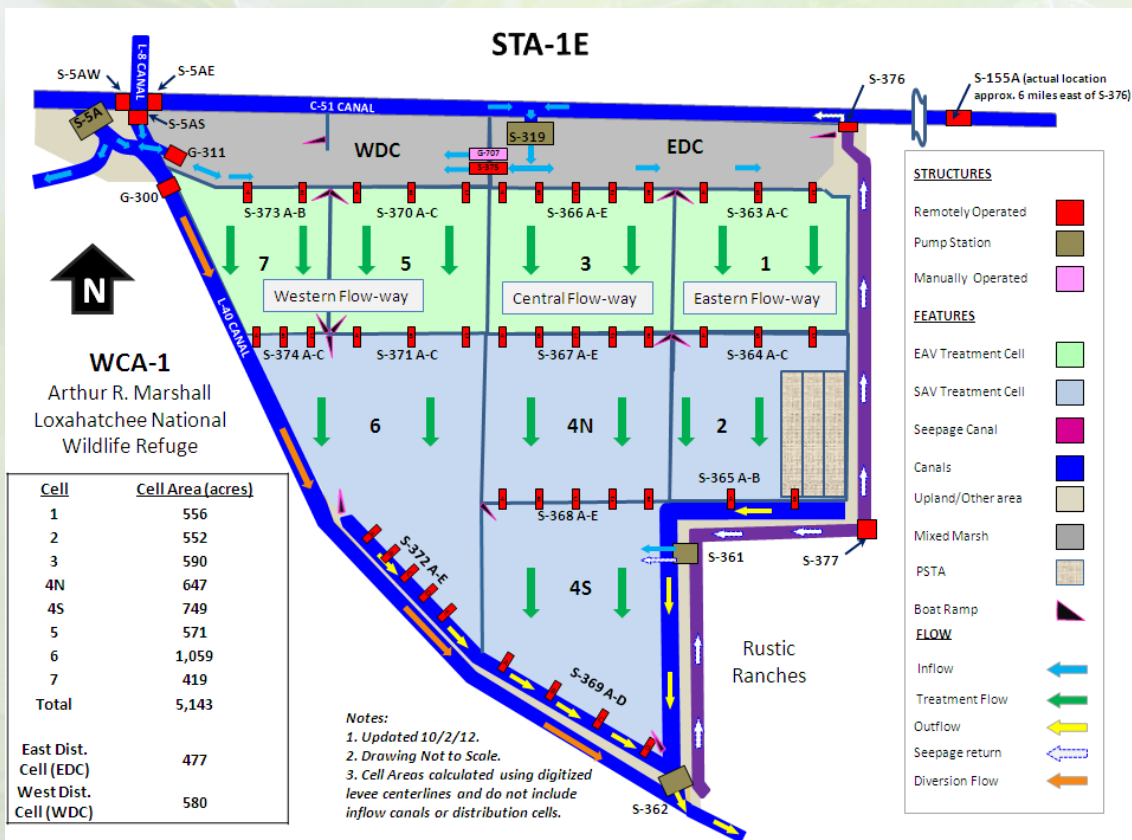 STA-1E
L-8 CANAL
S-5AW
S-5AE
S-376
S-155A (actual location
approx. 6 miles east of S-376)
C-51 CANAL
S-5A
S-5AS
S-319
G-311
WDC
G-707
S-375
EDC
G-300
S-373 A-B
S-370 A-C
S-366 A-E
S-363 A-C
7
5
3
1
Western Flow-way
Central Flow-way
Eastern Flow-way
N
L-40 CANAL
S-374 A-C
S-371 A-C
S-367 A-E
S-364 A-C
WCA-1
Arthur R. Marshall
Loxahatchee National
Wildlife Refuge
6
4N
2
S-365 A-B
S-368 A-E
S-372 A-E
S-361
S-377
4S
Rustic
Ranches
S-369 A-D
S-362
Cell Cell Area (acres)
1 556
2 552
3 590
4N 647
4S 749
5 571
6 1,059
7 419
Total 5,143
East Dist.
Cell (EDC) 477
West Dist.
Cell (WDC) 580
Notes:
1. Updated 10/2/12.
2. Drawing Not to Scale.
3. Cell Areas calculated using digitized
levee centerlines and do not include
inflow canals or distribution cells.
STRUCTURES
Remotely Operated
Pump Station
Manually Operated
FEATURES
EAV Treatment Cell
SAV Treatment Cell
Seepage Canal
Canals
Upland/Other area
Mixed Marsh
PSTA
Boat Ramp
FLOW
Inflow
Treatment Flow
Outflow
Seepage return
Diversion Flow